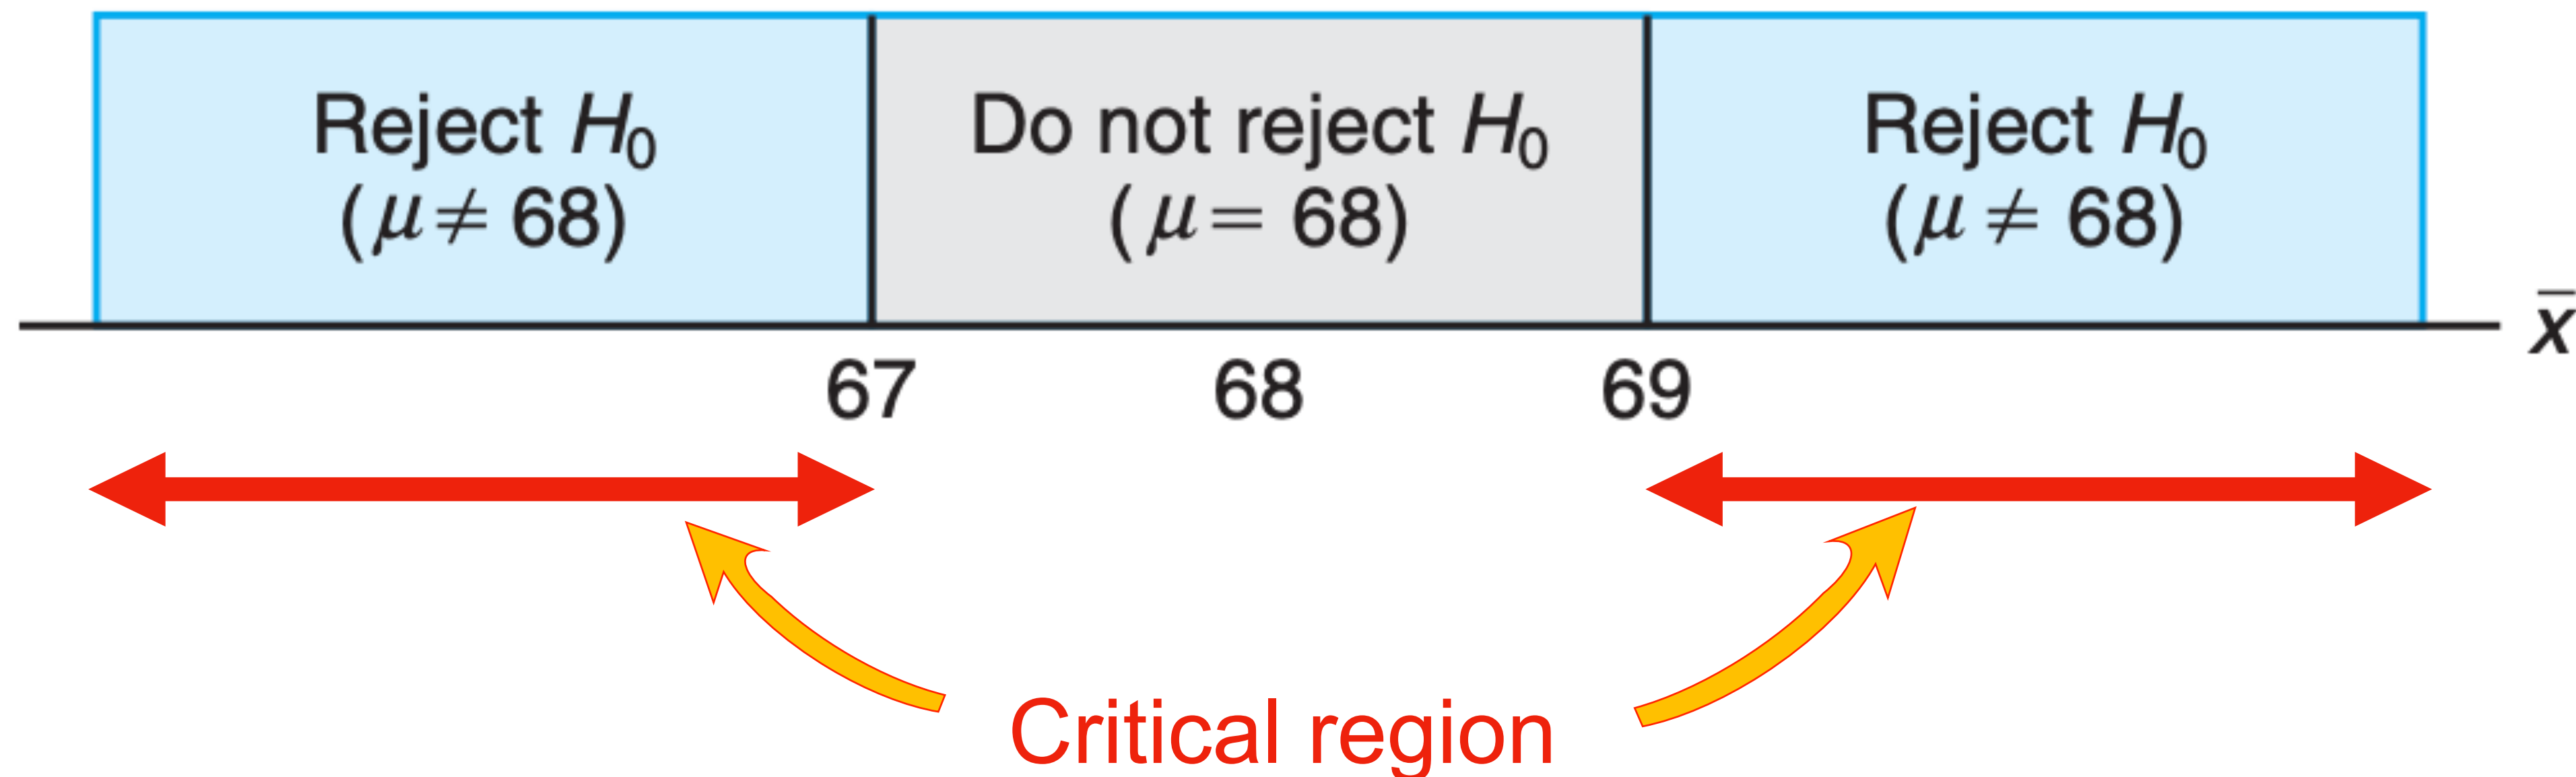 Reject H₀
(μ ≠ 68)
Do not reject H₀
(μ = 68)
Reject H₀
(μ ≠ 68)
67 68 69
x̄
Critical region